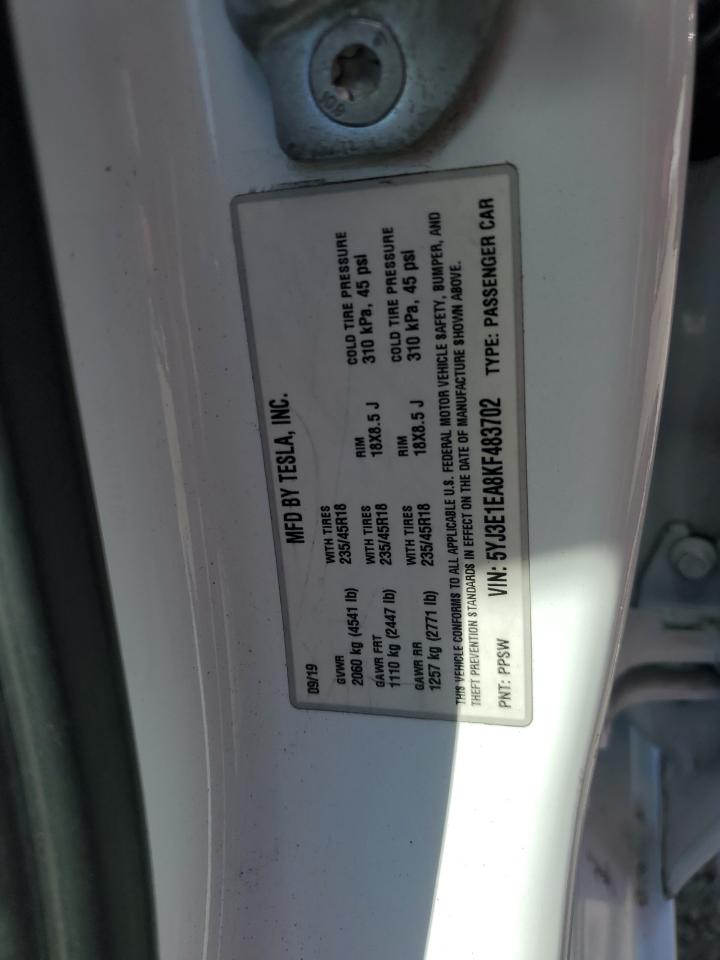 MFD BY TESLA, INC.
09/19
GVWR WITH TIRES RIM COLD TIRE PRESSURE
2060 kg (4541 lb) 235/45R18 18X8.5 J 310 kPa, 45 psi
GAWR FRT WITH TIRES
1110 kg (2447 lb) 235/45R18
GAWR RR WITH TIRES RIM COLD TIRE PRESSURE
1257 kg (2771 lb) 235/45R18 18X8.5 J 310 kPa, 45 psi
THIS VEHICLE CONFORMS TO ALL APPLICABLE U.S. FEDERAL MOTOR VEHICLE SAFETY, BUMPER, AND
THEFT PREVENTION STANDARDS IN EFFECT ON THE DATE OF MANUFACTURE SHOWN ABOVE.
PNT: PPSW VIN: 5YJ3E1EA8KF483702 TYPE: PASSENGER CAR